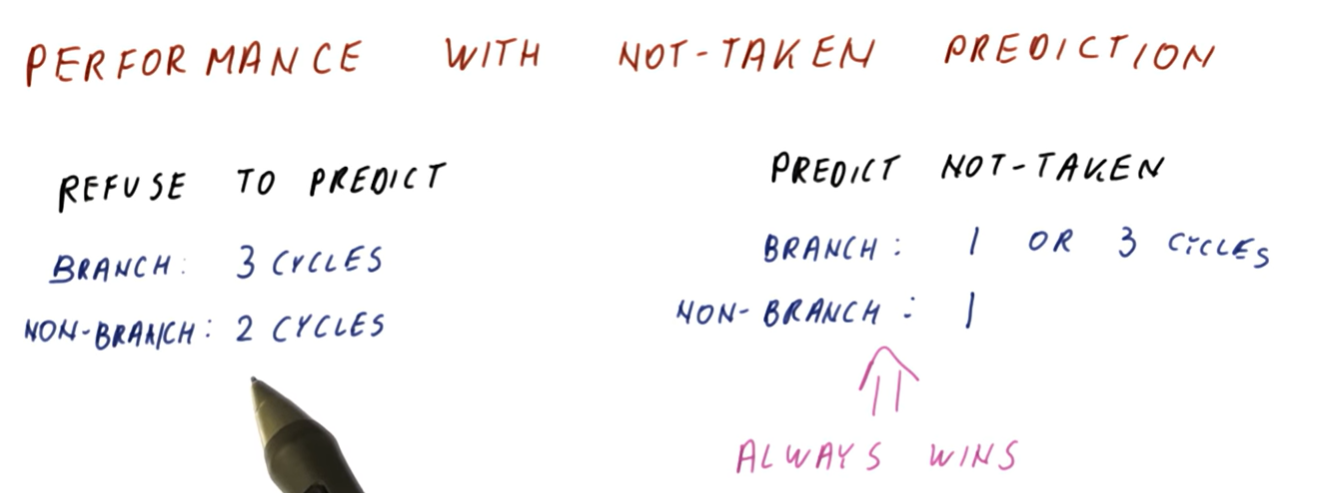 PERFORMANCE WITH NOT-TAKEN PREDICTION
REFUSE TO PREDICT
BRANCH: 3 CYCLES
NON-BRANCH: 2 CYCLES
PREDICT NOT-TAKEN
BRANCH: 1 OR 3 CYCLES
NON-BRANCH: 1
ALWAYS WINS